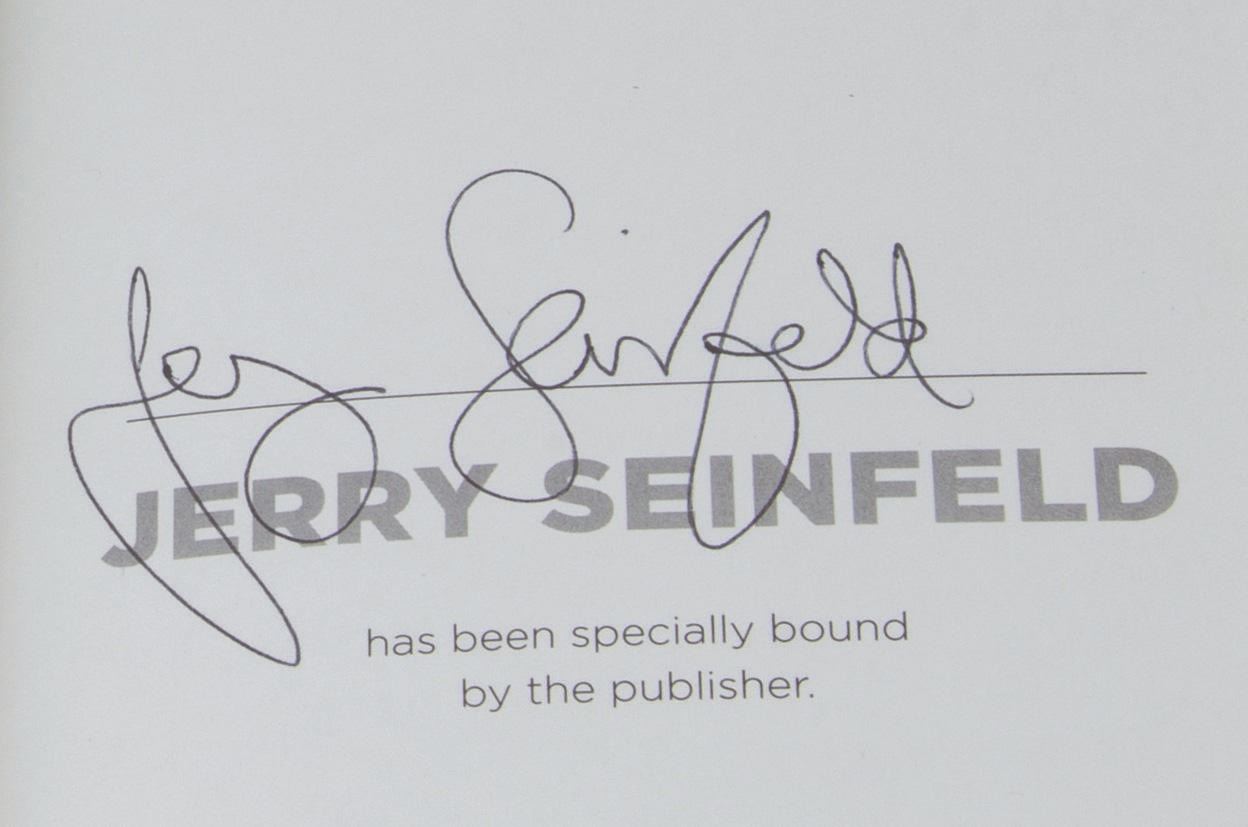 Jerry Seinfeld
JERRY SEINFELD
has been specially bound
by the publisher.